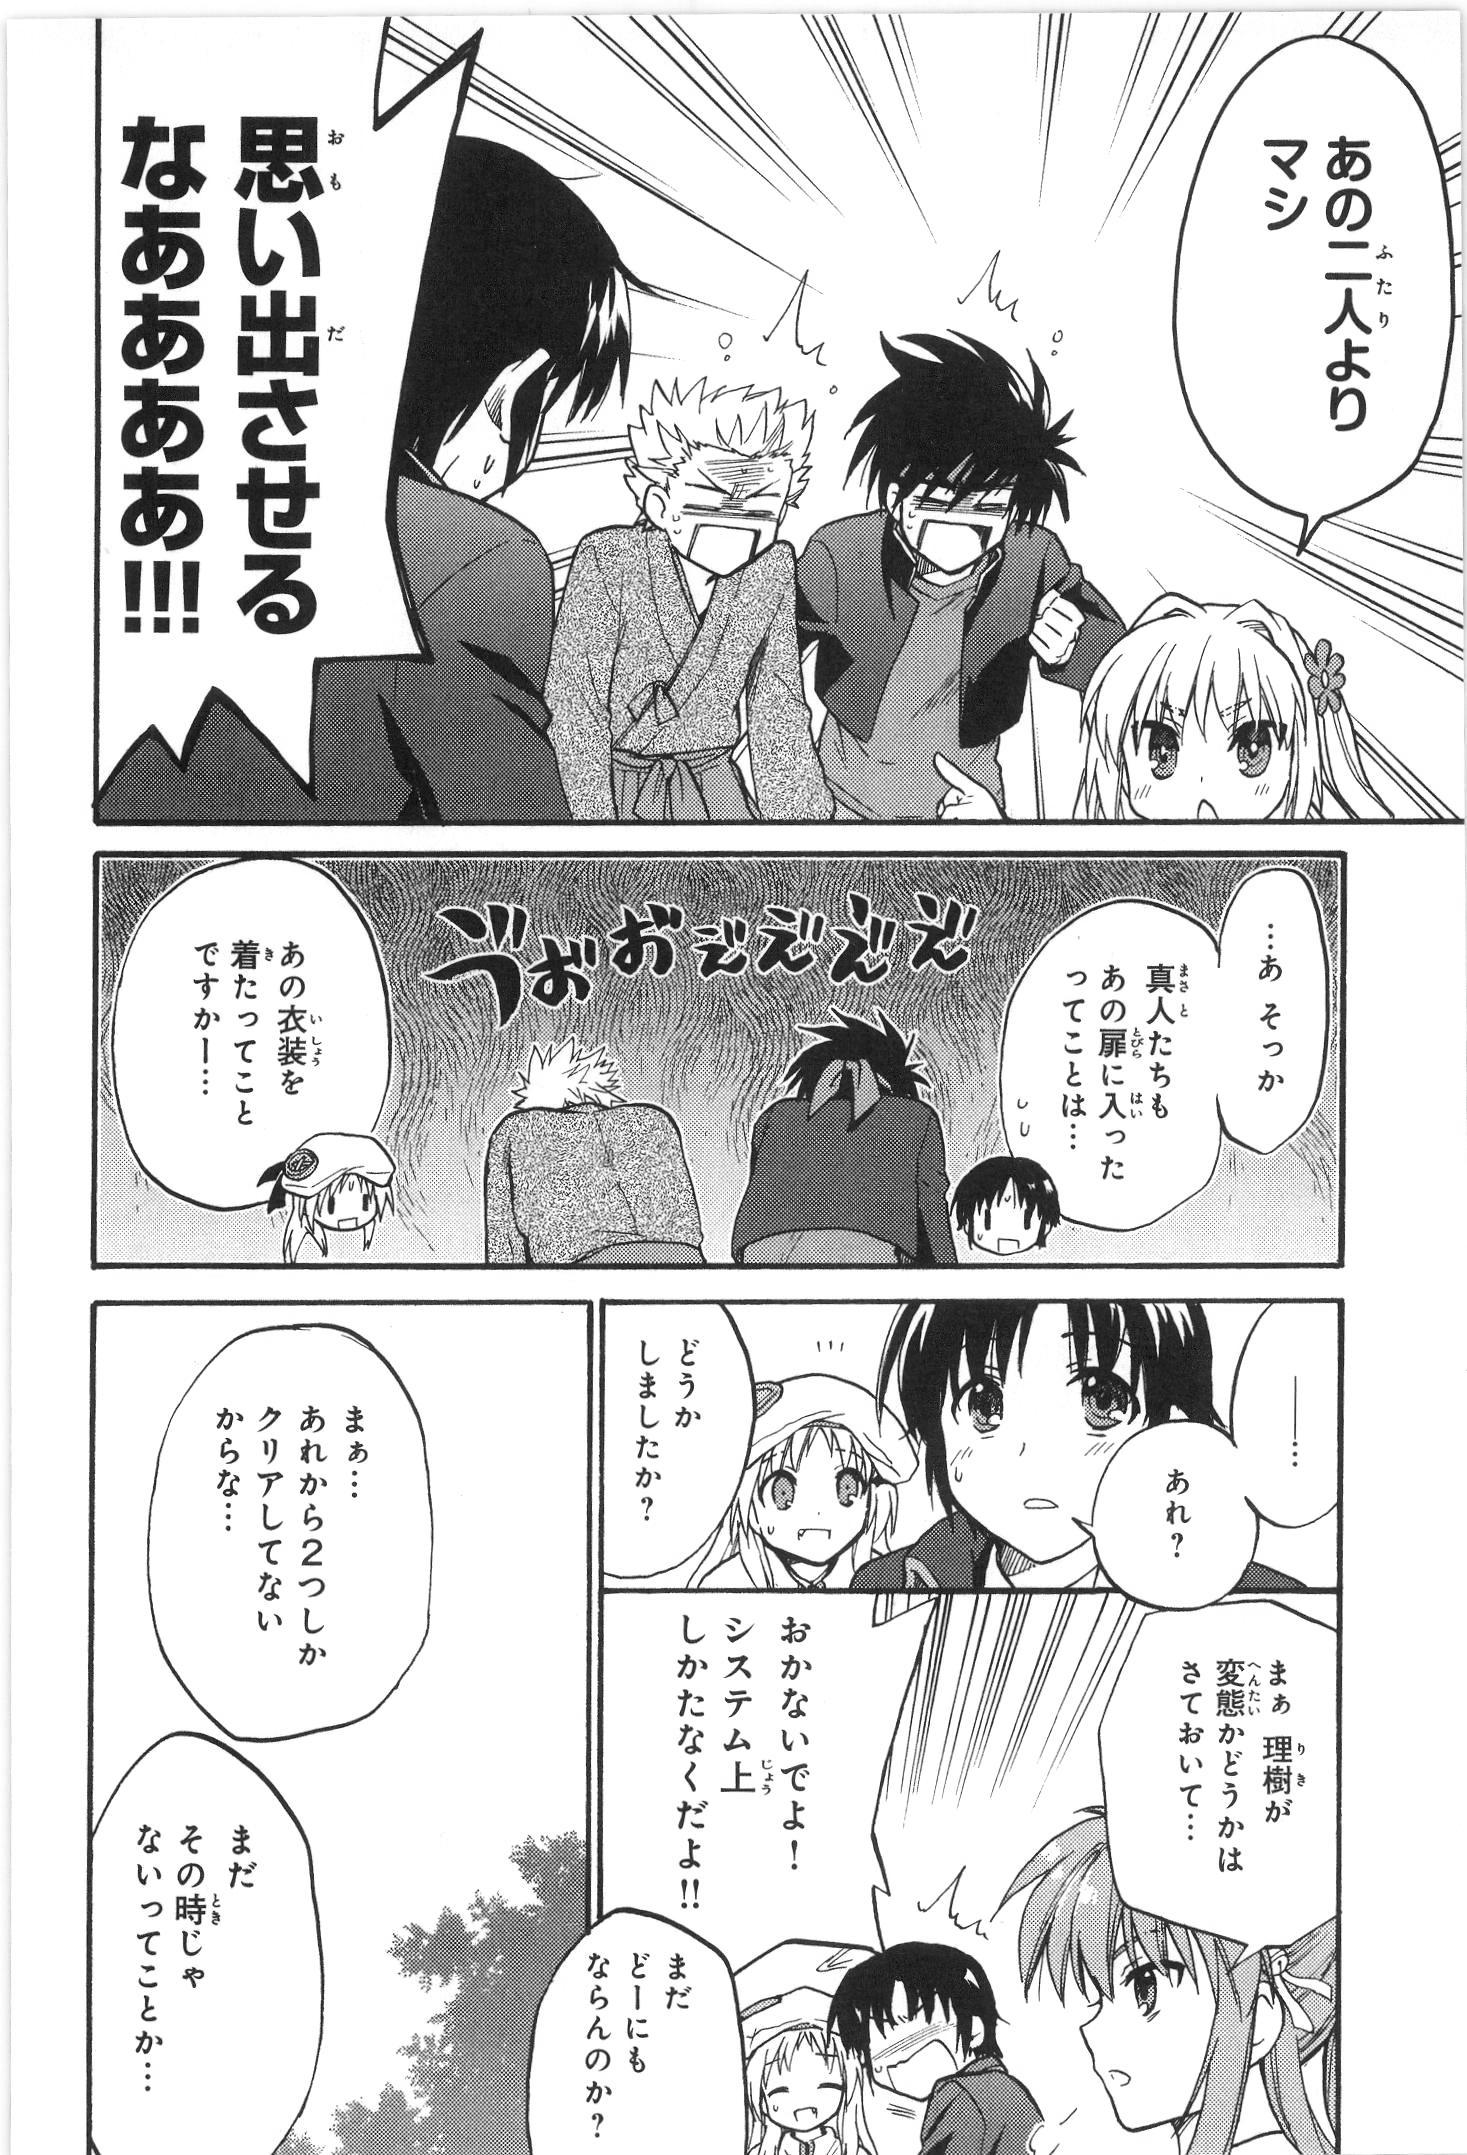 あの二人より
マシ
思い出させる
なああああ!!!
…あ そっか
真人たちも
あの扉に入った
ってことは…
ゔおおぇぇぇぇ
あの衣装を
着たってこと
ですかー…
―…
あれ?
どうか
しましたか?
まぁ 理樹が
変態かどうかは
さておいて…
おかないでよ!
システム上
しかたなくだよ!!
まだ
どーにも
ならんのか?
まぁ…
あれから2つしか
クリアしてない
からな…
まだ
その時じゃ
ないってことか…